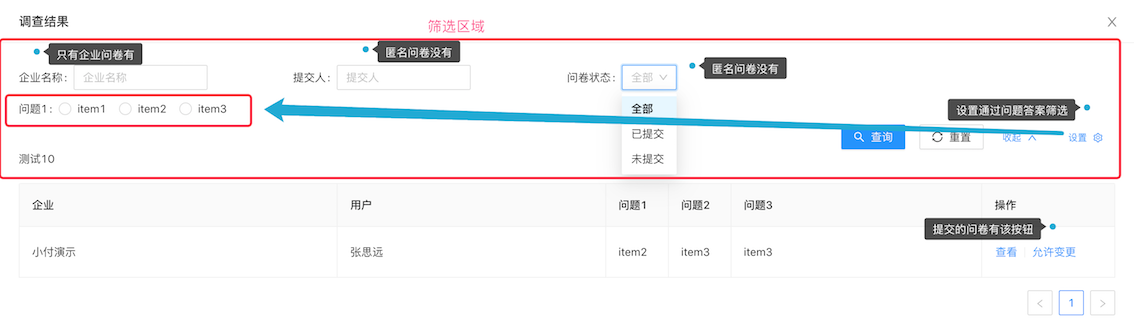 调查结果
筛选区域
只有企业问卷有
匿名问卷没有
匿名问卷没有
企业名称: 企业名称
提交人: 提交人
问卷状态: 全部
全部
已提交
未提交
问题1: item1 item2 item3
设置通过问题答案筛选
查询 重置 收起 设置
测试10
企业 用户 问题1 问题2 问题3 操作
提交的问卷有该按钮
小付演示 张思远 item2 item3 item3 查看 允许变更
< 1 >